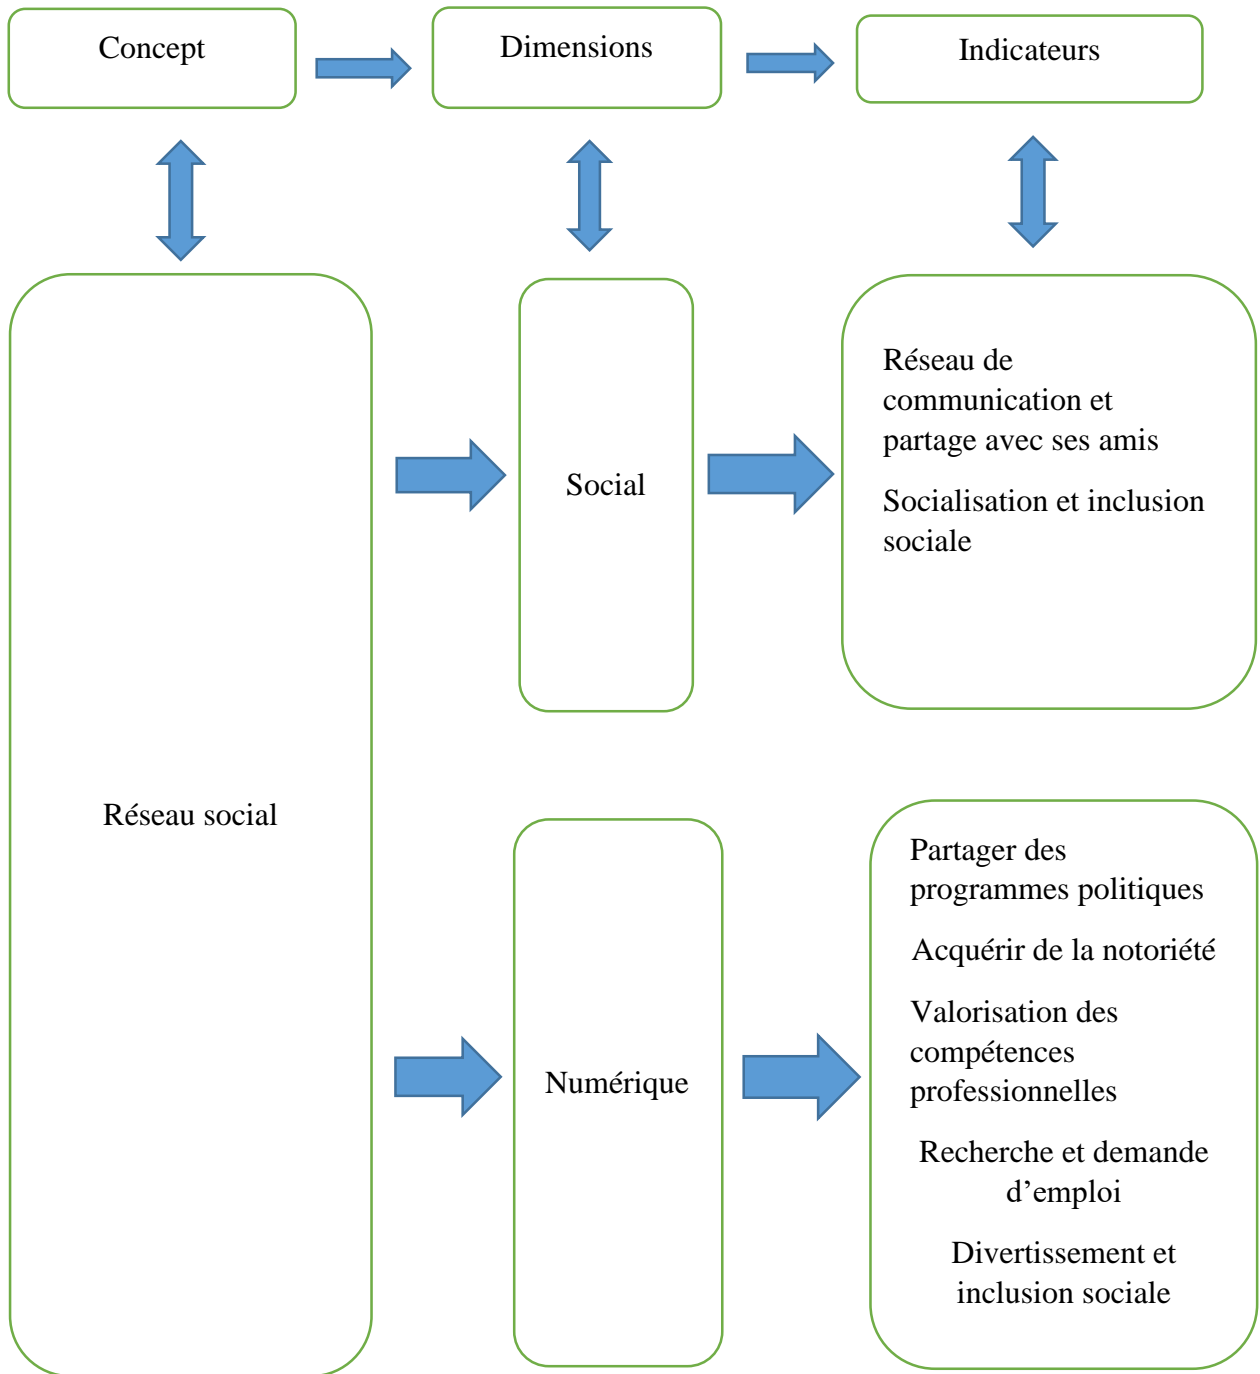 Concept
Dimensions
Indicateurs
Réseau social
Social
Réseau de
communication et
partage avec ses amis
Socialisation et inclusion
sociale
Numérique
Partager des
programmes politiques
Acquérir de la notoriété
Valorisation des
compétences
professionnelles
Recherche et demande
d’emploi
Divertissement et
inclusion sociale